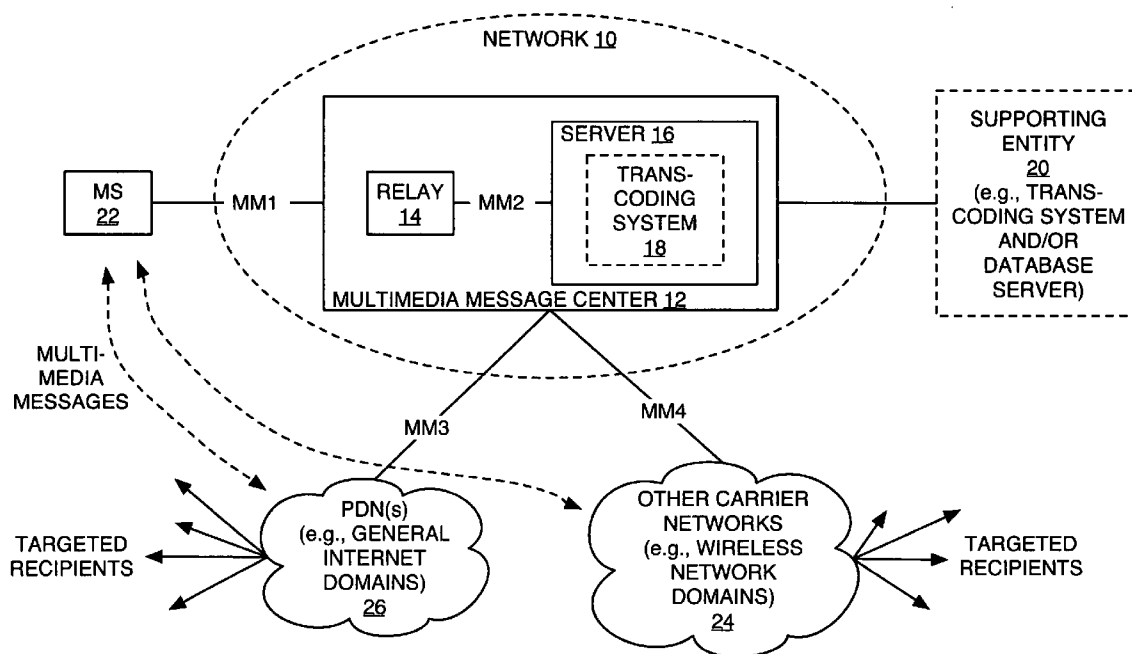 NETWORK 10
SUPPORTING
ENTITY
20
(e.g., TRANS-
CODING SYSTEM
AND/OR
DATABASE
SERVER)
SERVER 16
TRANS-
CODING
SYSTEM
18
MS
22
MM1
RELAY
14
MM2
MULTIMEDIA MESSAGE CENTER 12
MULTI-
MEDIA
MESSAGES
MM3
MM4
PDN(s)
(e.g., GENERAL
INTERNET
DOMAINS)
26
OTHER CARRIER
NETWORKS
(e.g., WIRELESS
NETWORK
DOMAINS)
24
TARGETED
RECIPIENTS
TARGETED
RECIPIENTS